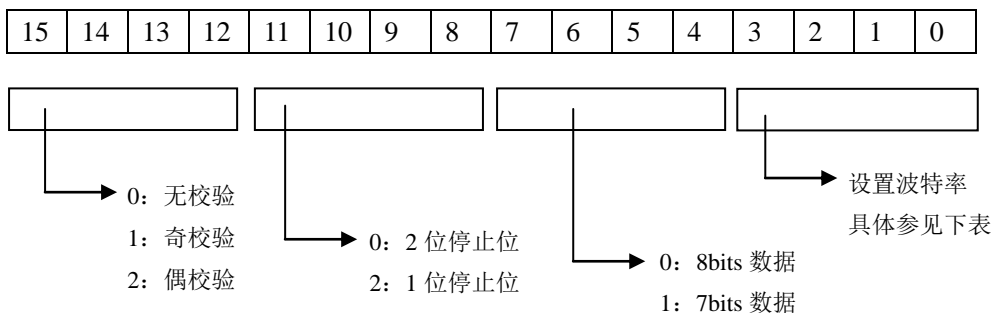 15 14 13 12 11 10 9 8 7 6 5 4 3 2 1 0
0：无校验
1：奇校验
2：偶校验
0：2 位停止位
2：1 位停止位
0：8bits 数据
1：7bits 数据
设置波特率
具体参见下表